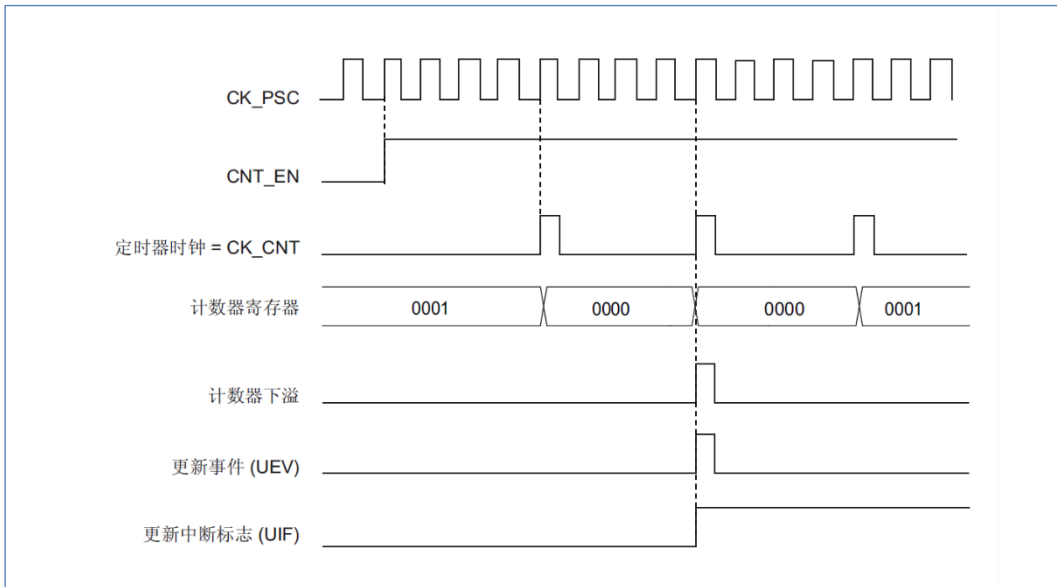 CK_PSC
CNT_EN
定时器时钟 = CK_CNT
计数器寄存器 0001 0000 0000 0001
计数器下溢
更新事件 (UEV)
更新中断标志 (UIF)